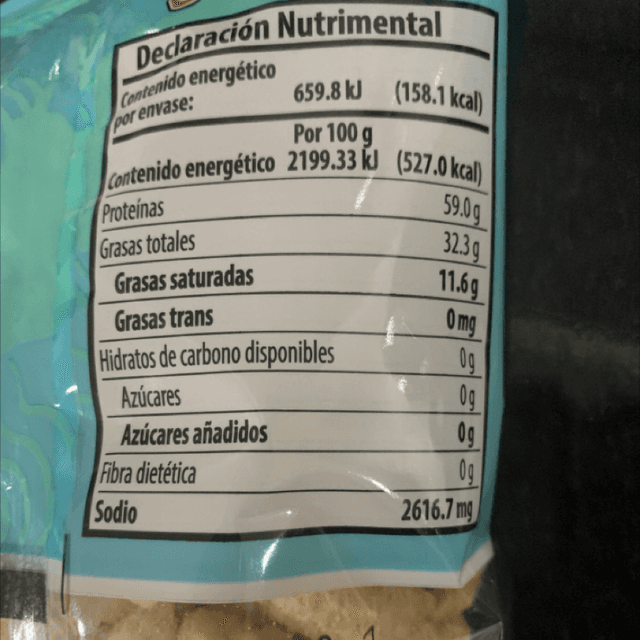 Declaración Nutrimental
Contenido energético
por envase: 659.8 kJ (158.1 kcal)
Por 100 g
Contenido energético 2199.33 kJ (527.0 kcal)
Proteínas 59.0 g
Grasas totales 32.3 g
Grasas saturadas 11.6 g
Grasas trans 0 mg
Hidratos de carbono disponibles 0 g
Azúcares 0 g
Azúcares añadidos 0 g
Fibra dietética 0 g
Sodio 2616.7 mg